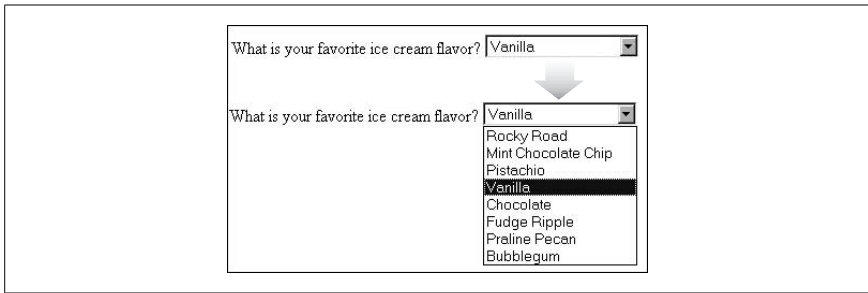 What is your favorite ice cream flavor? Vanilla
What is your favorite ice cream flavor? Vanilla
Rocky Road
Mint Chocolate Chip
Pistachio
Vanilla
Chocolate
Fudge Ripple
Praline Pecan
Bubblegum